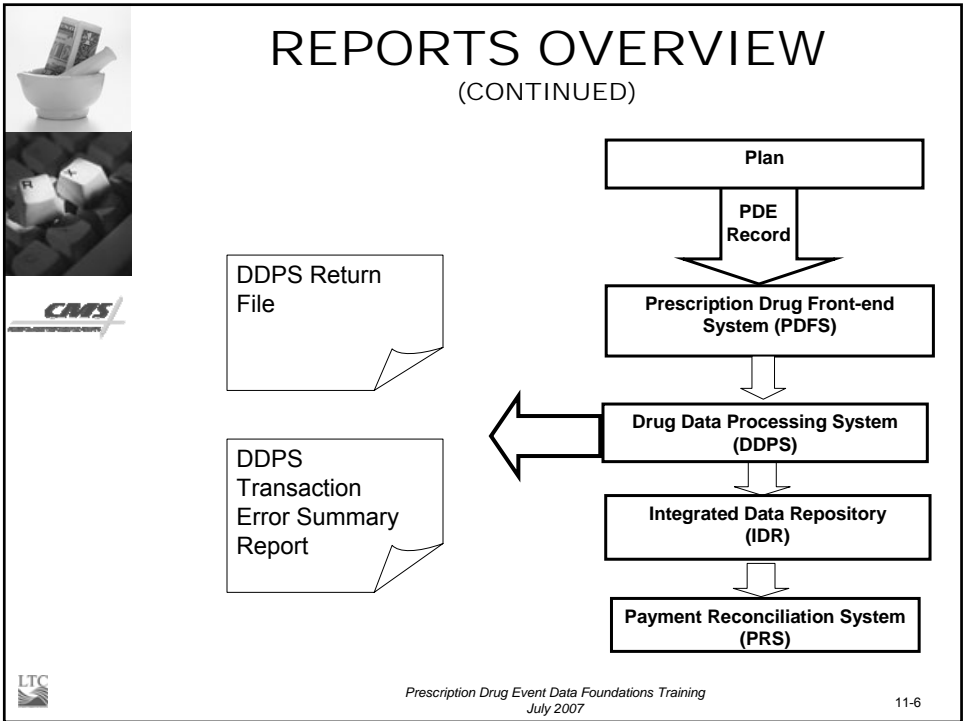 REPORTS OVERVIEW
(CONTINUED)
Plan
PDE
Record
DDPS Return
File
Prescription Drug Front-end
System (PDFS)
R
X
CMS
Drug Data Processing System
(DDPS)
DDPS
Transaction
Error Summary
Report
Integrated Data Repository
(IDR)
Payment Reconciliation System
(PRS)
LTC
Prescription Drug Event Data Foundations Training
July 2007
11-6